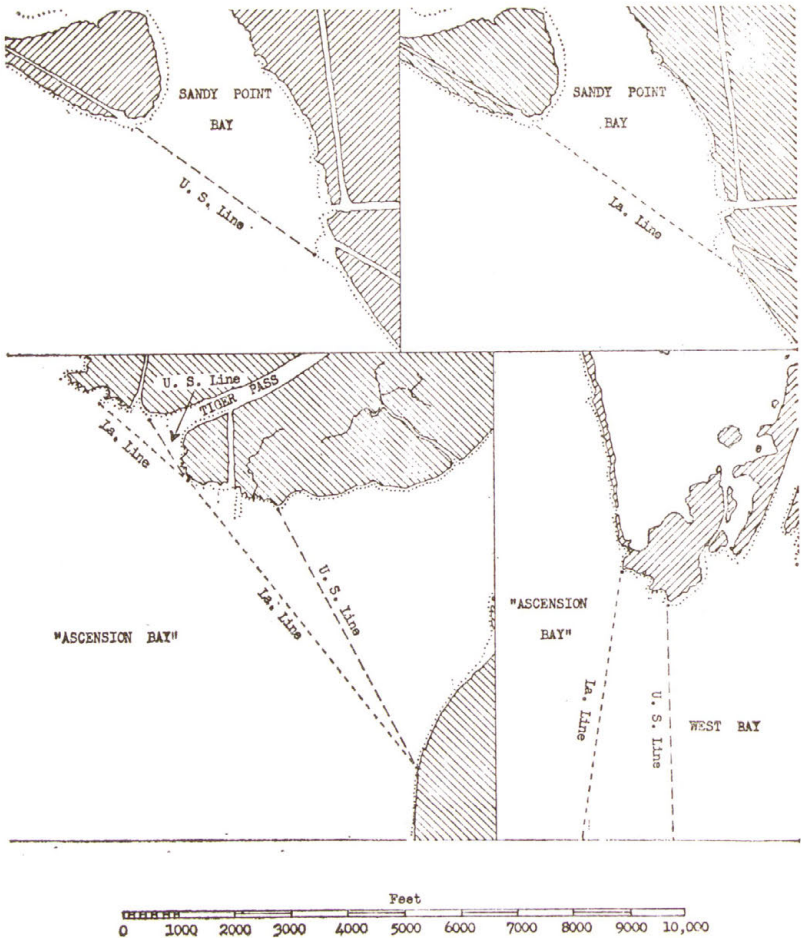 SANDY POINT
BAY
U. S. Line
SANDY POINT
BAY
La. Line
U. S. Line
TIGER PASS
La. Line
U. S. Line
La. Line
"ASCENSION BAY"
"ASCENSION
BAY"
La. Line
U. S. Line
WEST BAY
Feet
0 1000 2000 3000 4000 5000 6000 7000 8000 9000 10,000